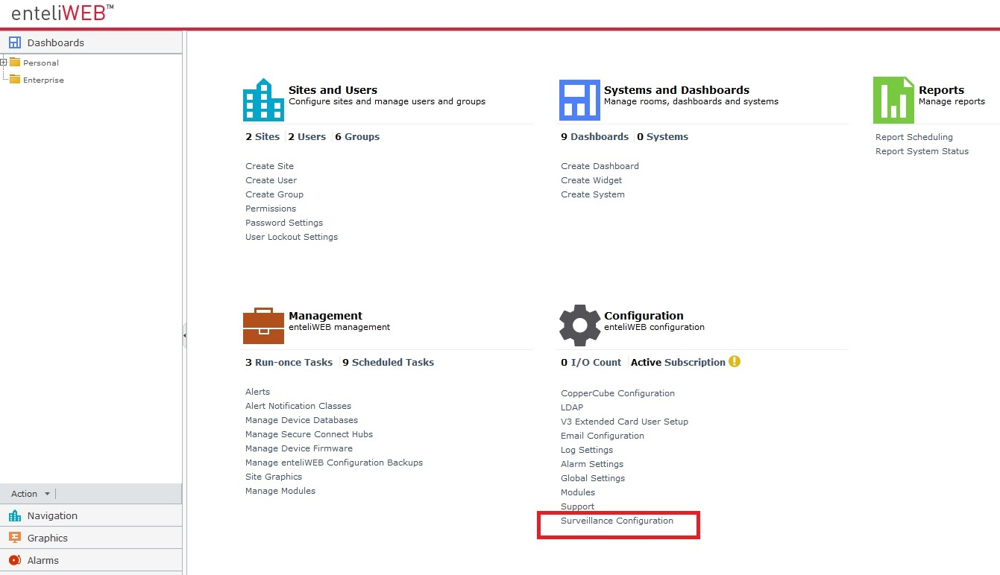 enteliWEB™
Dashboards
Personal
Enterprise
Sites and Users
Configure sites and manage users and groups
2 Sites 2 Users 6 Groups
Create Site
Create User
Create Group
Permissions
Password Settings
User Lockout Settings
Systems and Dashboards
Manage rooms, dashboards and systems
9 Dashboards 0 Systems
Create Dashboard
Create Widget
Create System
Reports
Manage reports
Report Scheduling
Report System Status
Management
enteliWEB management
3 Run-once Tasks 9 Scheduled Tasks
Alerts
Alert Notification Classes
Manage Device Databases
Manage Secure Connect Hubs
Manage Device Firmware
Manage enteliWEB Configuration Backups
Site Graphics
Manage Modules
Configuration
enteliWEB configuration
0 I/O Count Active Subscription
CopperCube Configuration
LDAP
V3 Extended Card User Setup
Email Configuration
Log Settings
Alarm Settings
Global Settings
Modules
Support
Surveillance Configuration
Action
Navigation
Graphics
Alarms